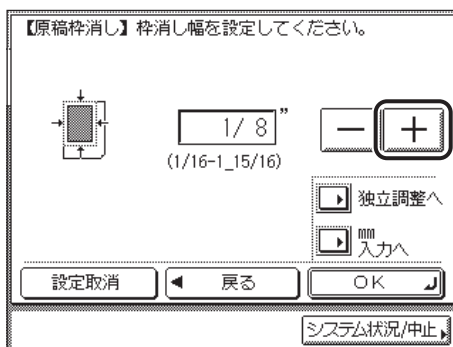 【原稿枠消し】枠消し幅を設定してください。
1/ 8”
(1/16-1_15/16)
− +
独立調整へ
mm
入力へ
設定取消 ◀ 戻る OK
システム状況/中止